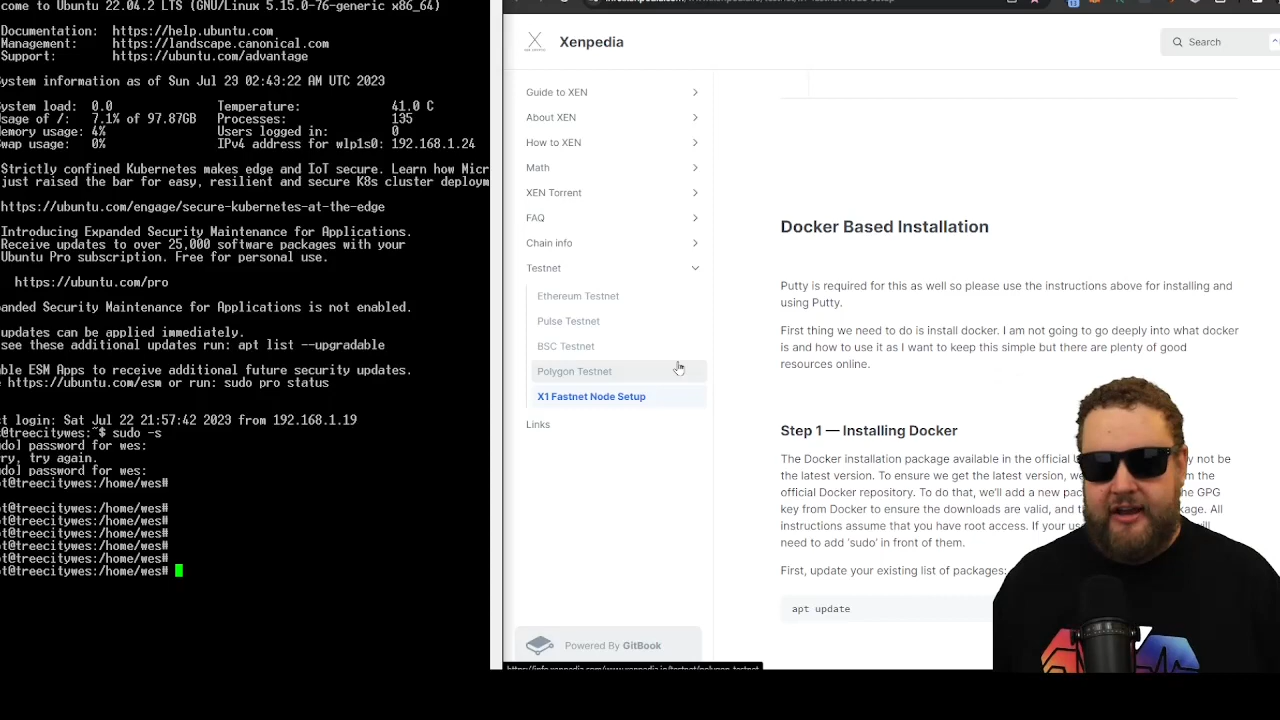 come to Ubuntu 22.04.2 LTS (GNU/Linux 5.15.0-76-generic x86_64)
Documentation: https://help.ubuntu.com
Management: https://landscape.canonical.com
Support: https://ubuntu.com/advantage
System information as of Sun Jul 23 02:43:22 AM UTC 2023
System load: 0.0 Temperature: 41.0 C
Usage of /: 7.1% of 97.87GB Processes: 135
Memory usage: 4% Users logged in: 0
Swap usage: 0% IPv4 address for wlp1s0: 192.168.1.24
Strictly confined Kubernetes makes edge and IoT secure. Learn how Micr
just raised the bar for easy, resilient and secure K8s cluster deploym
https://ubuntu.com/engage/secure-kubernetes-at-the-edge
Introducing Expanded Security Maintenance for Applications.
Receive updates to over 25,000 software packages with your
Ubuntu Pro subscription. Free for personal use.
https://ubuntu.com/pro
anded Security Maintenance for Applications is not enabled.
updates can be applied immediately.
see these additional updates run: apt list --upgradable
ble ESM Apps to receive additional future security updates.
https://ubuntu.com/esm or run: sudo pro status
t login: Sat Jul 22 21:57:42 2023 from 192.168.1.19
@treecitywes:~$ sudo -s
udo] password for wes:
ry, try again.
udo] password for wes:
t@treecitywes:/home/wes#
t@treecitywes:/home/wes#
t@treecitywes:/home/wes#
t@treecitywes:/home/wes#
t@treecitywes:/home/wes#
t@treecitywes:/home/wes#
t@treecitywes:/home/wes#
Xenpedia
Search
Guide to XEN
About XEN
How to XEN
Math
XEN Torrent
FAQ
Chain info
Testnet
Ethereum Testnet
Pulse Testnet
BSC Testnet
Polygon Testnet
X1 Fastnet Node Setup
Links
Powered By GitBook
Docker Based Installation
Putty is required for this as well so please use the instructions above for installing and
using Putty.
First thing we need to do is install docker. I am not going to go deeply into what docker
is and how to use it as I want to keep this simple but there are plenty of good
resources online.
Step 1 — Installing Docker
The Docker installation package available in the official U may not be
the latest version. To ensure we get the latest version, we the
official Docker repository. To do that, we'll add a new pac the GPG
key from Docker to ensure the downloads are valid, and t package. All
instructions assume that you have root access. If your us will
need to add 'sudo' in front of them.
First, update your existing list of packages:
apt update